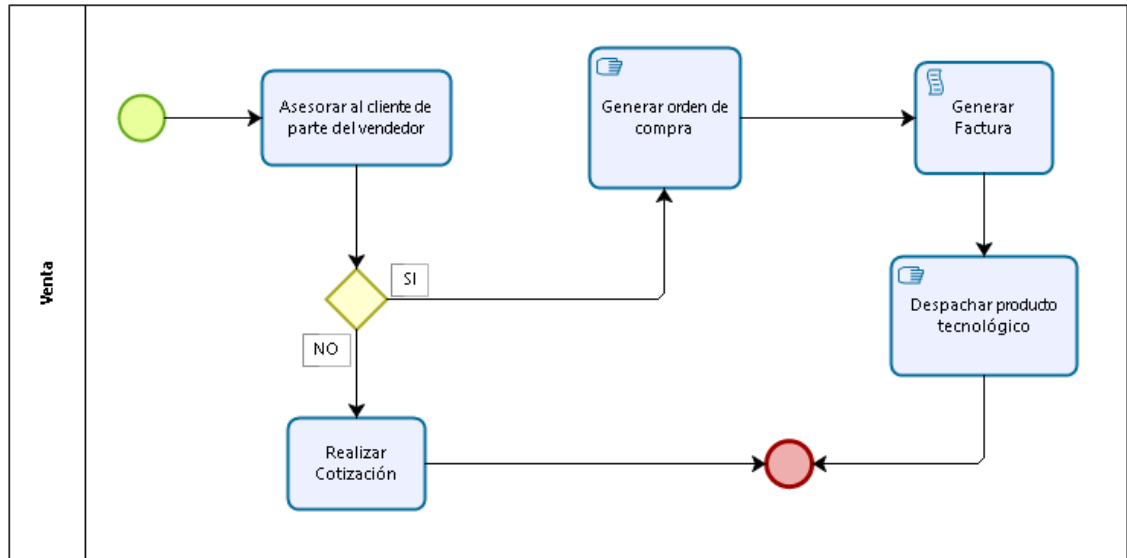 Venta
Asesorar al cliente de
parte del vendedor
SI
NO
Realizar
Cotización
Generar orden de
compra
Generar
Factura
Despachar producto
tecnológico